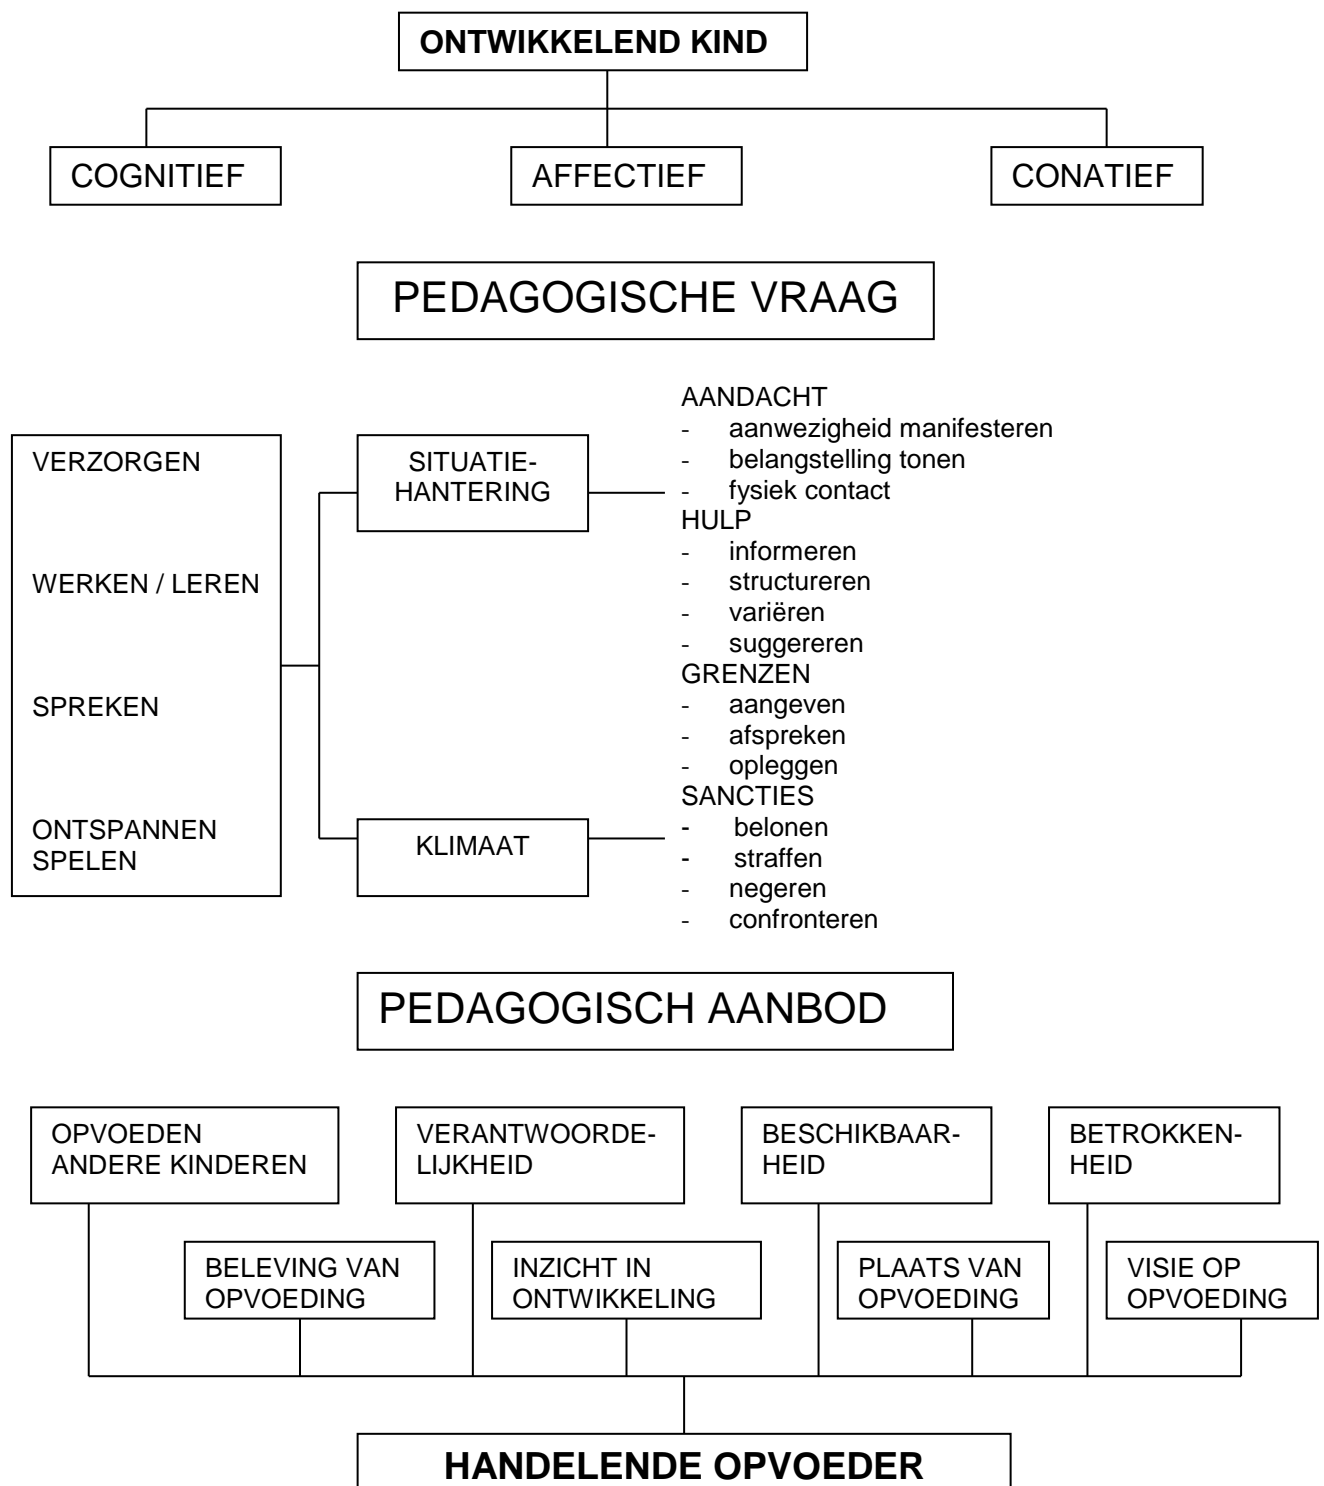 ONTWIKKELEND KIND
COGNITIEF
AFFECTIEF
CONATIEF
PEDAGOGISCHE VRAAG
VERZORGEN
WERKEN / LEREN
SPREKEN
ONTSPANNEN
SPELEN
SITUATIE-
HANTERING
KLIMAAT
AANDACHT
- aanwezigheid manifesteren
- belangstelling tonen
- fysiek contact
HULP
- informeren
- structureren
- variëren
- suggereren
GRENZEN
- aangeven
- afspreken
- opleggen
SANCTIES
- belonen
- straffen
- negeren
- confronteren
PEDAGOGISCH AANBOD
OPVOEDEN
ANDERE KINDEREN
VERANTWOORDE-
LIJKHEID
BESCHIKBAAR-
HEID
BETROKKEN-
HEID
BELEVING VAN
OPVOEDING
INZICHT IN
ONTWIKKELING
PLAATS VAN
OPVOEDING
VISIE OP
OPVOEDING
HANDELENDE OPVOEDER